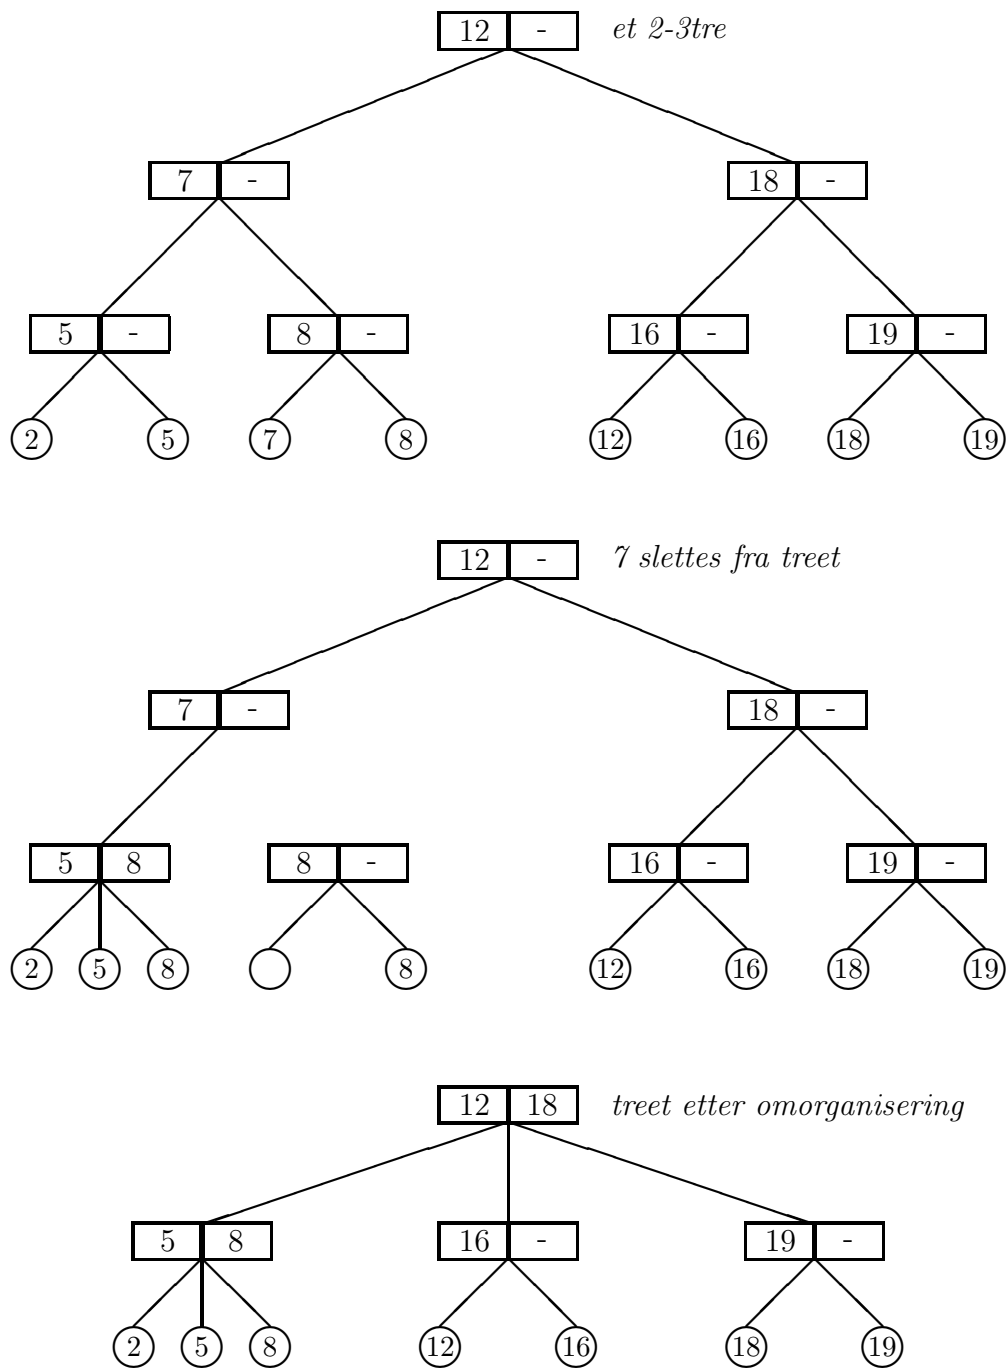 12 - et 2-3tre
7 - 18 -
5 - 8 - 16 - 19 -
2 5 7 8 12 16 18 19
12 - 7 slettes fra treet
7 - 18 -
5 8 8 - 16 - 19 -
2 5 8 8 12 16 18 19
12 18 treet etter omorganisering
5 8 16 - 19 -
2 5 8 12 16 18 19